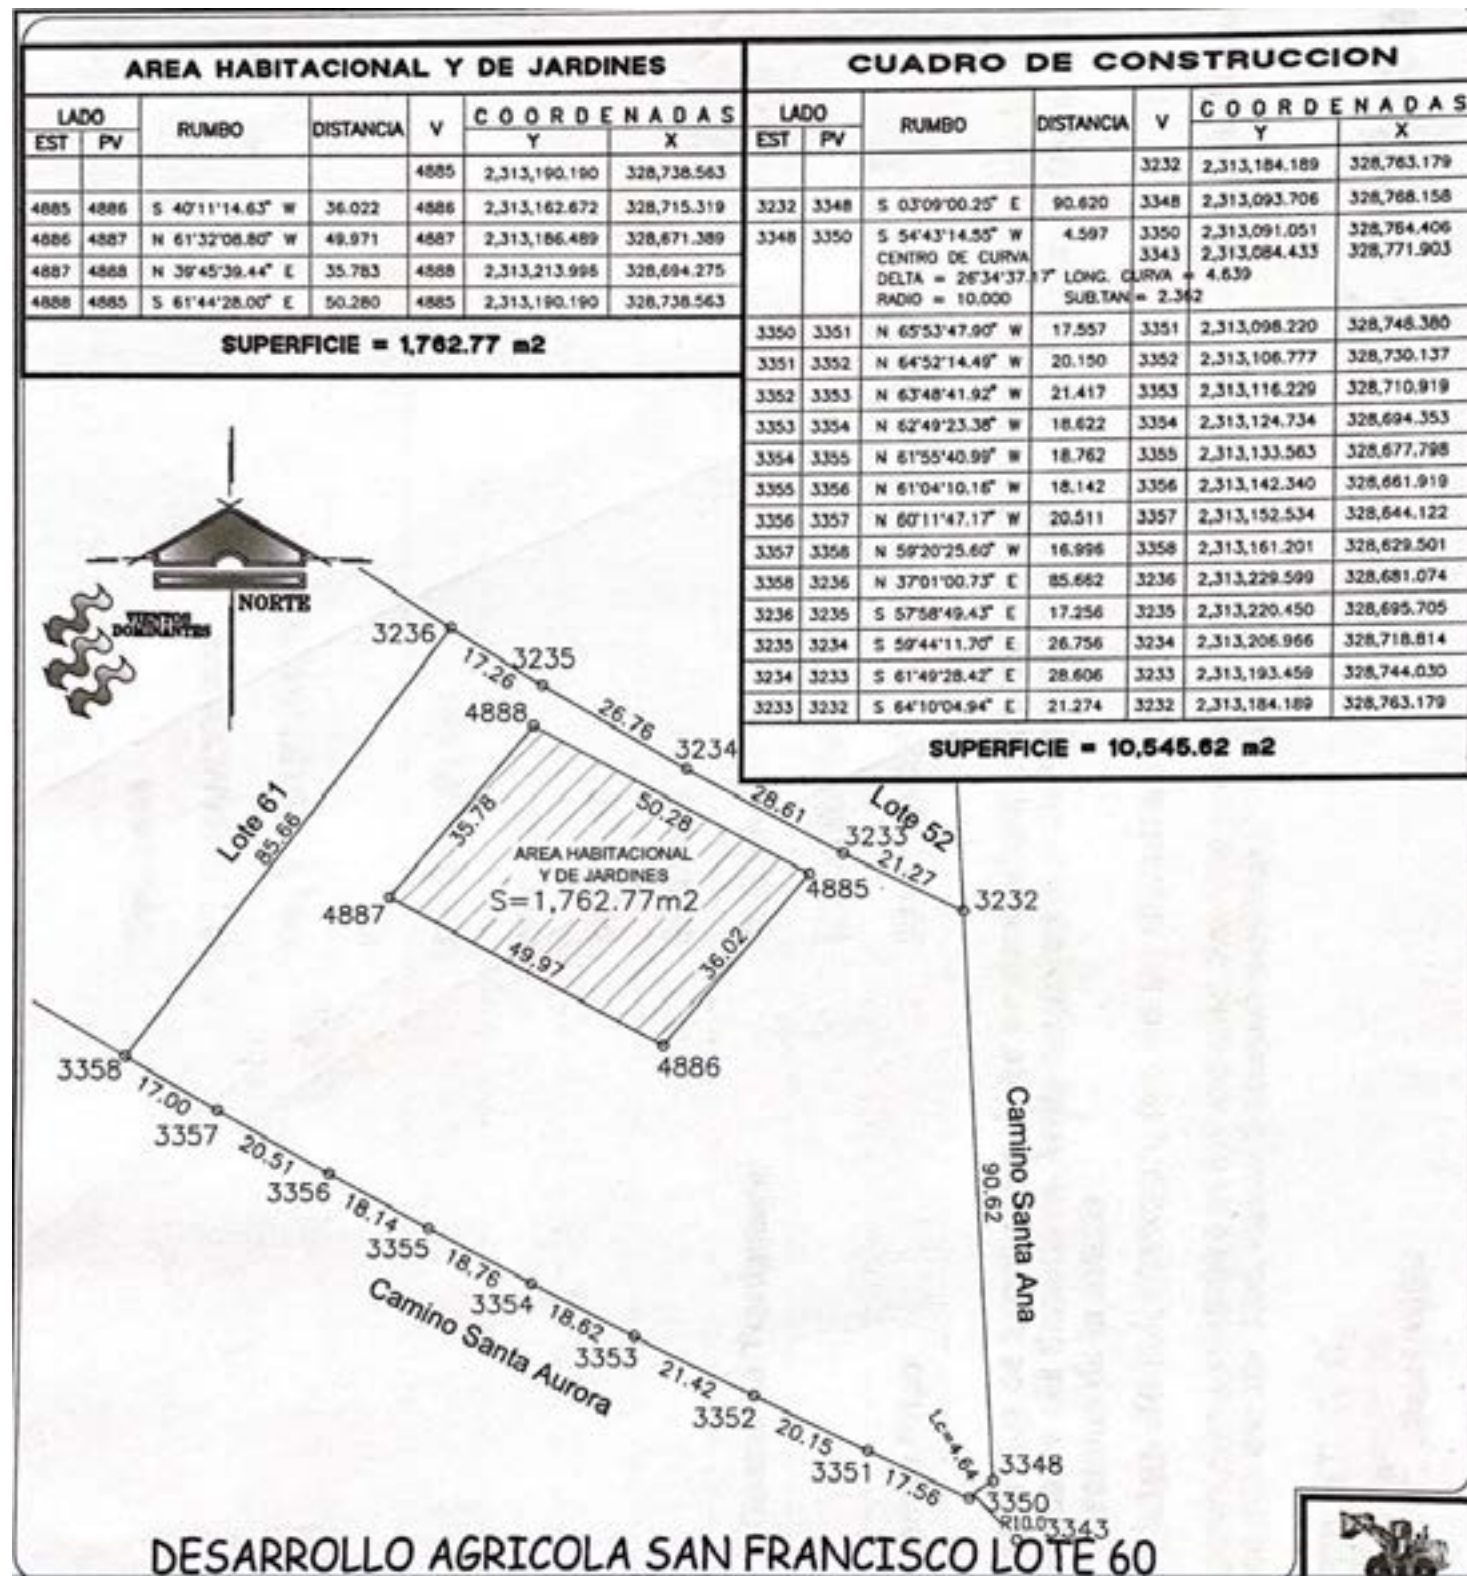 AREA HABITACIONAL Y DE JARDINES
LADO RUMBO DISTANCIA V COORDENADAS
EST PV Y X
4885 2,313,190.190 328,738.563
4885 4886 S 40°11'14.63" W 36.022 4886 2,313,162.672 328,715.319
4886 4887 N 61°32'08.80" W 49.971 4887 2,313,186.489 328,671.389
4887 4888 N 39°45'39.44" E 35.783 4888 2,313,213.995 328,694.275
4888 4885 S 61°44'28.00" E 50.280 4885 2,313,190.190 328,738.563
SUPERFICIE = 1,762.77 m2
CUADRO DE CONSTRUCCION
LADO RUMBO DISTANCIA V COORDENADAS
EST PV Y X
3232 2,313,184.189 328,763.179
3232 3348 S 03°09'00.25" E 90.620 3348 2,313,093.706 328,768.158
3348 3350 S 54°43'14.55" W 4.597 3350 2,313,091.051 328,764.406
CENTRO DE CURVA 3343 2,313,084.433 328,771.903
DELTA = 26°34'37.17" LONG. CURVA = 4.639
RADIO = 10.000 SUB.TAN = 2.362
3350 3351 N 65°53'47.90" W 17.557 3351 2,313,098.220 328,748.380
3351 3352 N 64°52'14.49" W 20.150 3352 2,313,106.777 328,730.137
3352 3353 N 63°48'41.92" W 21.417 3353 2,313,116.229 328,710.919
3353 3354 N 62°49'23.38" W 18.622 3354 2,313,124.734 328,694.353
3354 3355 N 61°55'40.99" W 18.762 3355 2,313,133.563 328,677.798
3355 3356 N 61°04'10.16" W 18.142 3356 2,313,142.340 328,661.919
3356 3357 N 60°11'47.17" W 20.511 3357 2,313,152.534 328,644.122
3357 3358 N 59°20'25.60" W 16.996 3358 2,313,161.201 328,629.501
3358 3236 N 37°01'00.73" E 85.662 3236 2,313,229.599 328,681.074
3236 3235 S 57°58'49.43" E 17.256 3235 2,313,220.450 328,695.705
3235 3234 S 59°44'11.70" E 26.756 3234 2,313,206.966 328,718.814
3234 3233 S 61°49'28.42" E 28.606 3233 2,313,193.459 328,744.030
3233 3232 S 64°10'04.94" E 21.274 3232 2,313,184.189 328,763.179
SUPERFICIE = 10,545.62 m2
NORTE
VIENTOS
DOMINANTES
3236
17.26
3235
26.76
4888
3234
28.61
Lote 52
3233
21.27
3232
Lote 61
85.66
35.78
50.28
AREA HABITACIONAL
Y DE JARDINES
S=1,762.77m2
4885
4887
49.97
36.02
4886
3358
17.00
3357
20.51
3356
18.14
3355
18.76
3354
18.62
3353
21.42
3352
20.15
3351
17.56
Camino Santa Aurora
Camino Santa Ana
90.62
Lc=4.64
3348
3350
R10.0
3343
DESARROLLO AGRICOLA SAN FRANCISCO LOTE 60